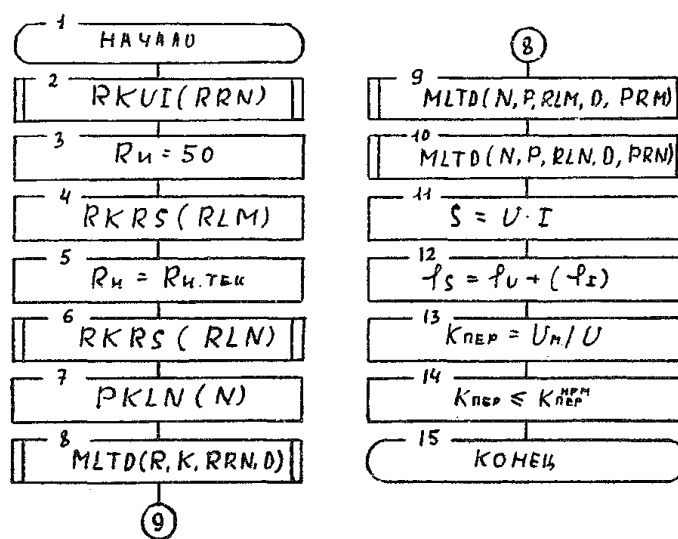 1
НАЧАЛО
2
RKUI(RRN)
3
Rн = 50
4
RKRS(RLM)
5
Rн = Rн.тек
6
RKRS(RLN)
7
PKLN(N)
8
MLTD(R,K,RRN,D)
9
8
9
MLTD(N,P,RLM,D,PRM)
10
MLTD(N,P,RLN,D,PRN)
11
S = U·I
12
φs = φu + (φI)
13
Kпер = Uм/U
14
Kпер ≤ Kпер^нрм
15
КОНЕЦ